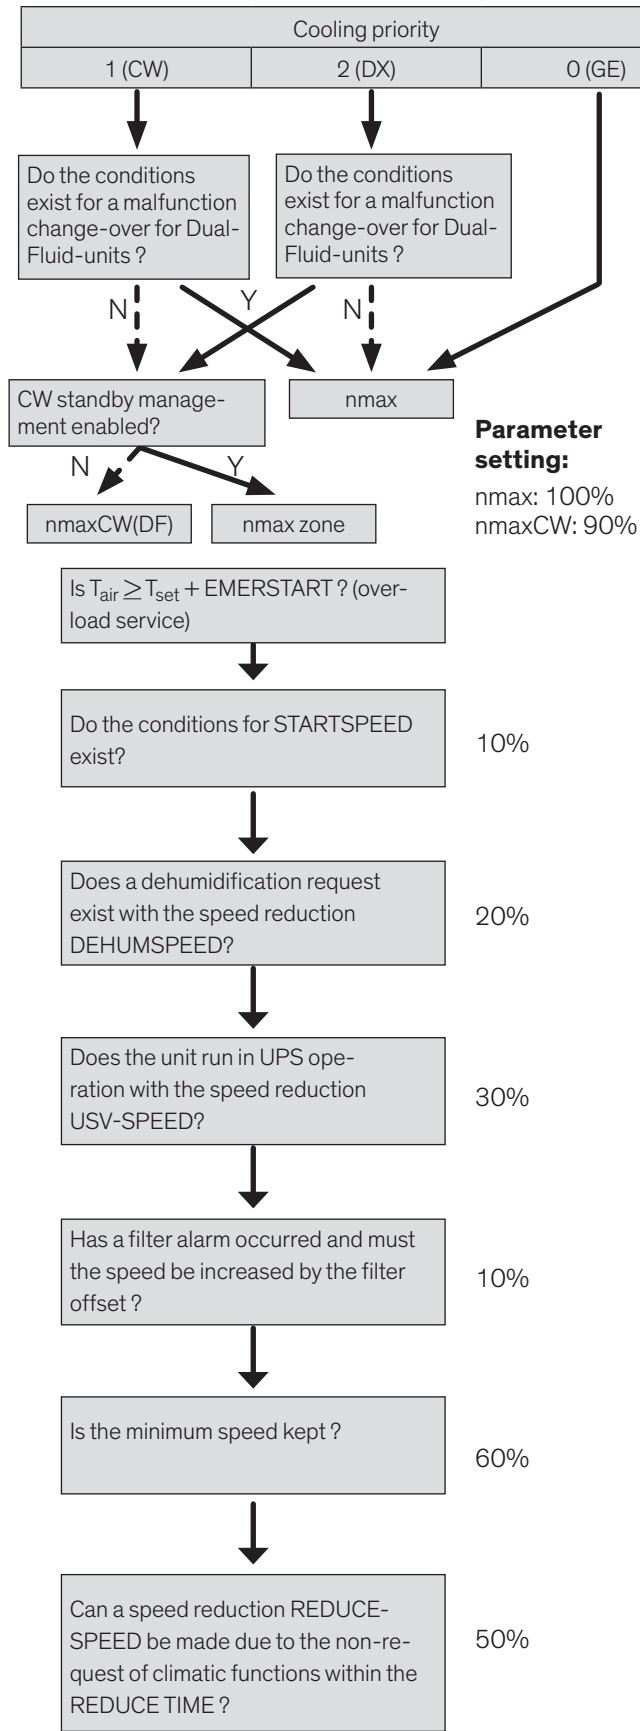 Cooling priority
1 (CW)
2 (DX)
0 (GE)
Do the conditions
exist for a malfunction
change-over for Dual-
Fluid-units ?
Do the conditions
exist for a malfunction
change-over for Dual-
Fluid-units ?
N
Y
N
CW standby manage-
ment enabled?
nmax
N
Y
nmaxCW(DF)
nmax zone
Parameter
setting:
nmax: 100%
nmaxCW: 90%
Is Tair ≥ Tset + EMERSTART ? (over-
load service)
Do the conditions for STARTSPEED
exist?
10%
Does a dehumidification request
exist with the speed reduction
DEHUMSPEED?
20%
Does the unit run in UPS ope-
ration with the speed reduction
USV-SPEED?
30%
Has a filter alarm occurred and must
the speed be increased by the filter
offset ?
10%
Is the minimum speed kept ?
60%
Can a speed reduction REDUCE-
SPEED be made due to the non-re-
quest of climatic functions within the
REDUCE TIME ?
50%